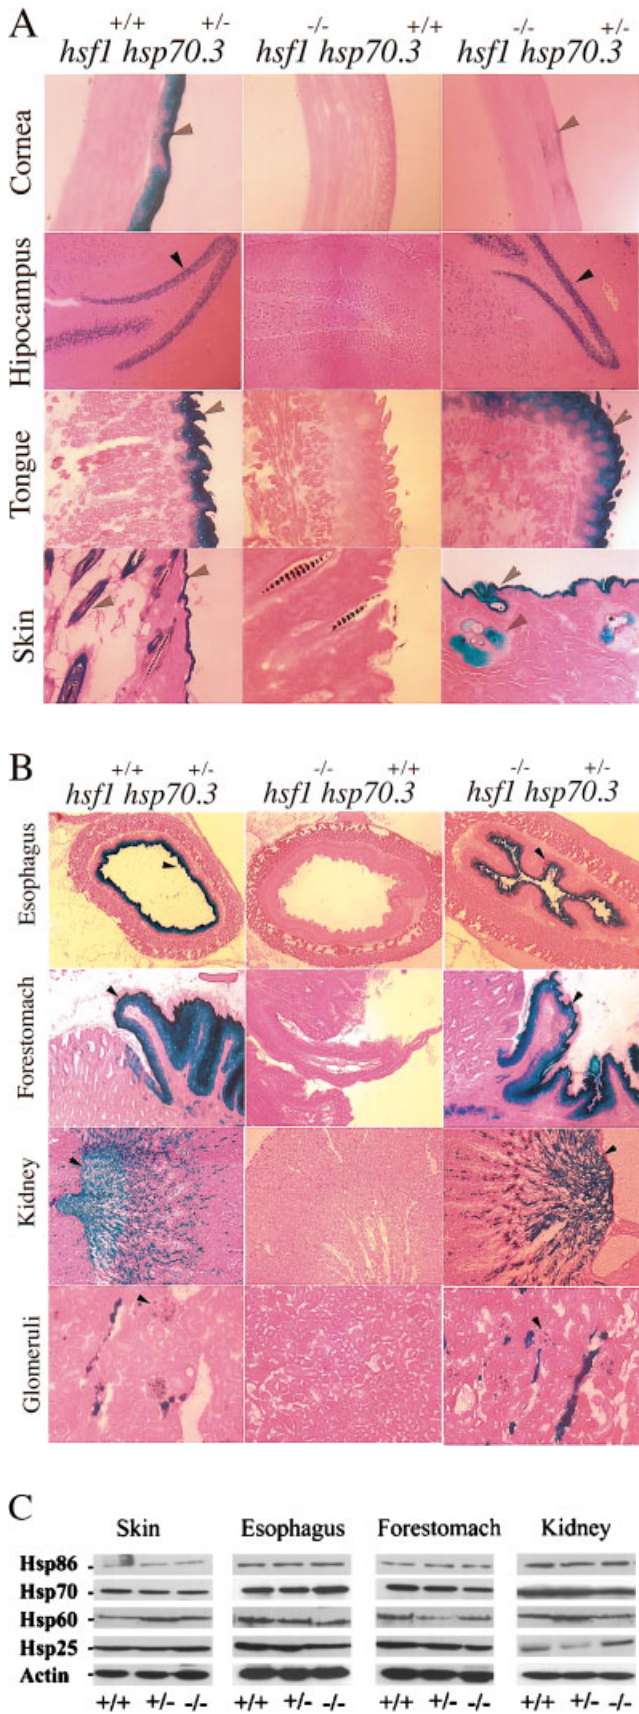 A
+/+ +/- -/- +/+ -/- +/-
hsf1 hsp70.3 hsf1 hsp70.3 hsf1 hsp70.3
Cornea
Hipocampus
Tongue
Skin
B
+/+ +/- -/- +/+ -/- +/-
hsf1 hsp70.3 hsf1 hsp70.3 hsf1 hsp70.3
Esophagus
Forestomach
Kidney
Glomeruli
C
Skin Esophagus Forestomach Kidney
Hsp86 -
Hsp70 -
Hsp60 -
Hsp25 -
Actin -
+/+ +/- -/- +/+ +/- -/- +/+ +/- -/- +/+ +/- -/-